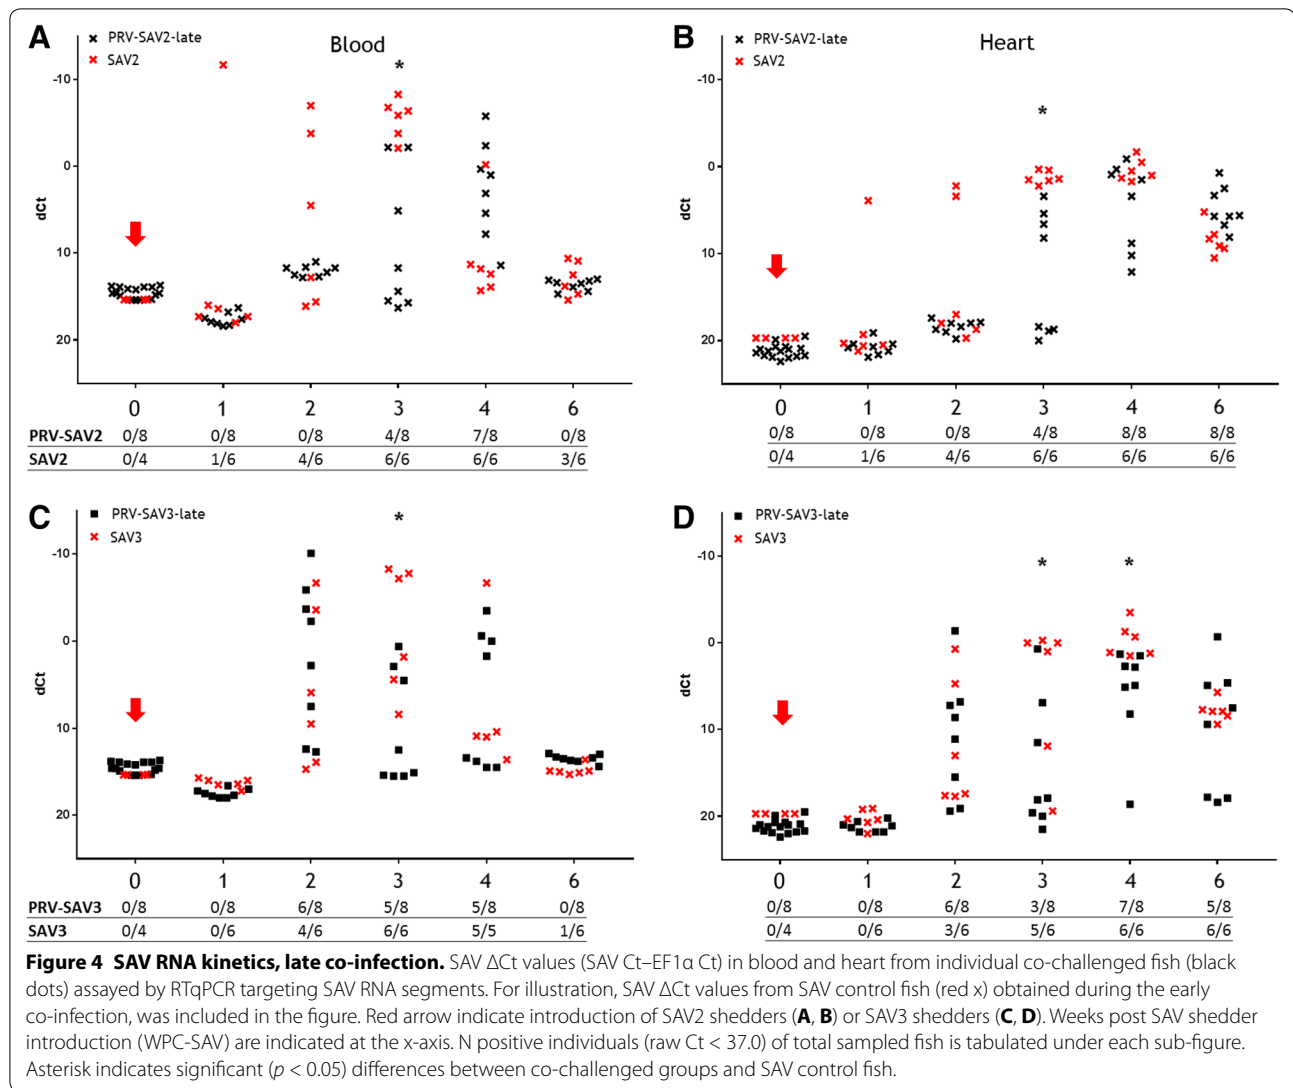 A
PRV-SAV2-late
SAV2
Blood
*
-10
0
10
20
dCt
0 1 2 3 4 6
PRV-SAV2 0/8 0/8 0/8 4/8 7/8 0/8
SAV2 0/4 1/6 4/6 6/6 6/6 3/6
B
PRV-SAV2-late
SAV2
Heart
*
-10
0
10
20
dCt
0 1 2 3 4 6
0/8 0/8 0/8 4/8 8/8 8/8
0/4 1/6 4/6 6/6 6/6 6/6
C
PRV-SAV3-late
SAV3
*
-10
0
10
20
dCt
0 1 2 3 4 6
PRV-SAV3 0/8 0/8 6/8 5/8 5/8 0/8
SAV3 0/4 0/6 4/6 6/6 5/5 1/6
D
PRV-SAV3-late
SAV3
* *
-10
0
10
20
dCt
0 1 2 3 4 6
0/8 0/8 6/8 3/8 7/8 5/8
0/4 0/6 3/6 5/6 6/6 6/6
Figure 4 SAV RNA kinetics, late co-infection. SAV ΔCt values (SAV Ct–EF1α Ct) in blood and heart from individual co-challenged fish (black
dots) assayed by RTqPCR targeting SAV RNA segments. For illustration, SAV ΔCt values from SAV control fish (red x) obtained during the early
co-infection, was included in the figure. Red arrow indicate introduction of SAV2 shedders (A, B) or SAV3 shedders (C, D). Weeks post SAV shedder
introduction (WPC-SAV) are indicated at the x-axis. N positive individuals (raw Ct < 37.0) of total sampled fish is tabulated under each sub-figure.
Asterisk indicates significant (p < 0.05) differences between co-challenged groups and SAV control fish.